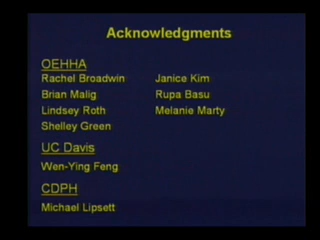 Acknowledgments
OEHHA
Rachel Broadwin Janice Kim
Brian Malig Rupa Basu
Lindsey Roth Melanie Marty
Shelley Green
UC Davis
Wen-Ying Feng
CDPH
Michael Lipsett